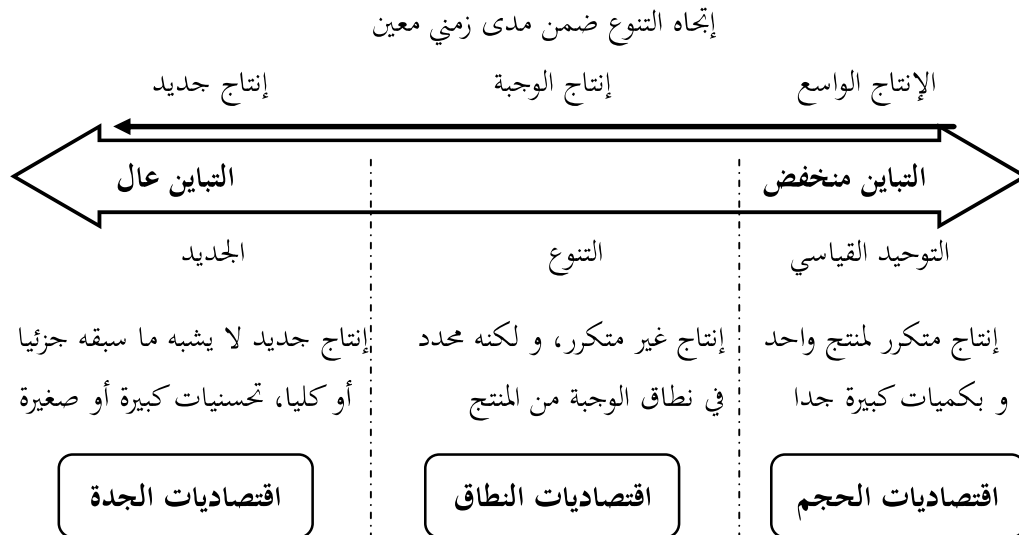 إتجاه التنوع ضمن مدى زمني معين
الإنتاج الواسع
إنتاج الوجبة
إنتاج جديد
التباين منخفض
التباين عال
التوحيد القياسي
التنوع
الجديد
إنتاج متكرر لمنتج واحد
و بكميات كبيرة جدا
إنتاج غير متكرر، و لكنه محدد
في نطاق الوجبة من المنتج
إنتاج جديد لا يشبه ما سبقه جزئيا
أو كليا، تحسنيات كبيرة أو صغيرة
اقتصاديات الحجم
اقتصاديات النطاق
اقتصاديات الجدة